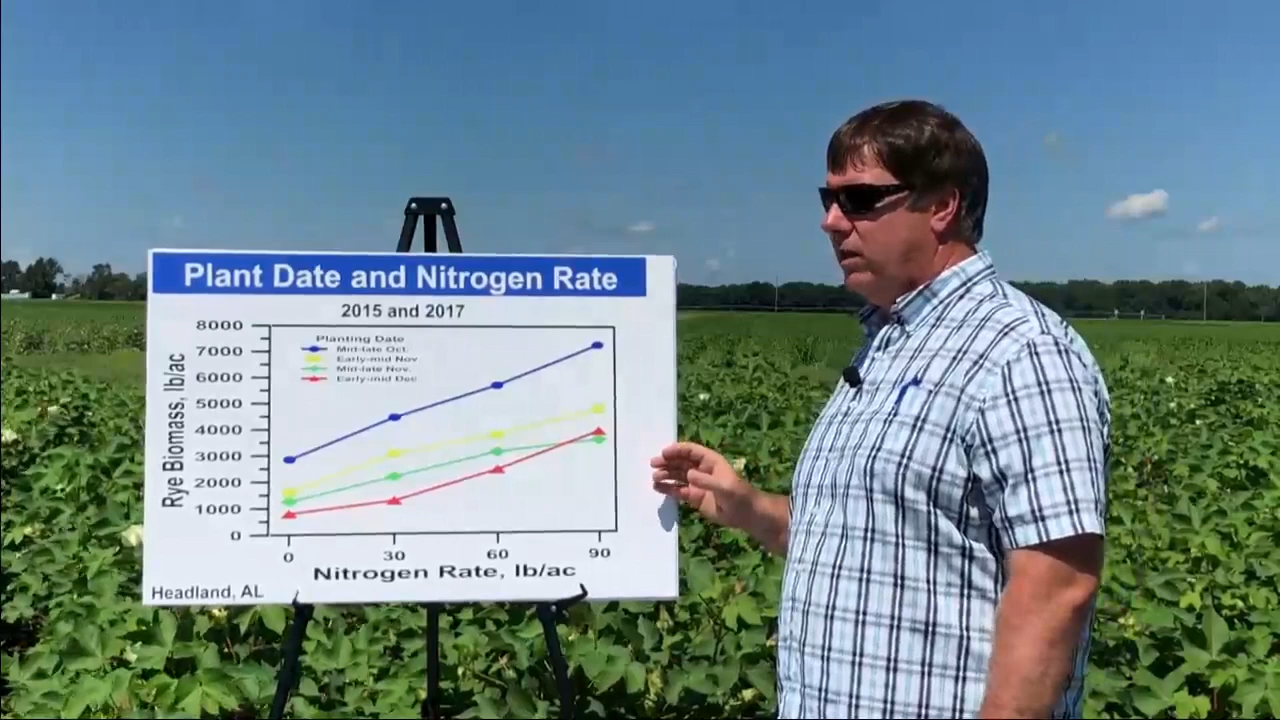 Plant Date and Nitrogen Rate
2015 and 2017
Planting Date
Mid-late Oct.
Early-mid Nov.
Mid-late Nov.
Early-mid Dec
8000
7000
6000
5000
4000
3000
2000
1000
0
Rye Biomass, lb/ac
0 30 60 90
Nitrogen Rate, lb/ac
Headland, AL